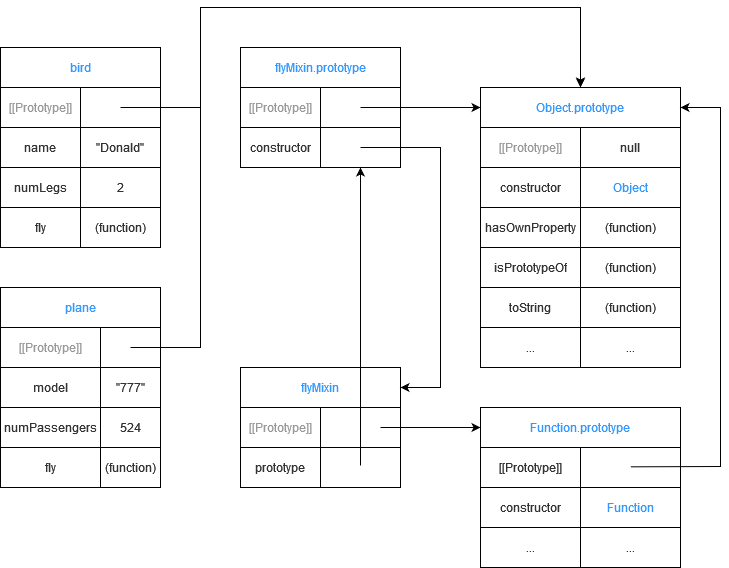 bird
[[Prototype]]
name "Donald"
numLegs 2
fly (function)
plane
[[Prototype]]
model "777"
numPassengers 524
fly (function)
flyMixin.prototype
[[Prototype]]
constructor
flyMixin
[[Prototype]]
prototype
Object.prototype
[[Prototype]] null
constructor Object
hasOwnProperty (function)
isPrototypeOf (function)
toString (function)
... ...
Function.prototype
[[Prototype]]
constructor Function
... ...